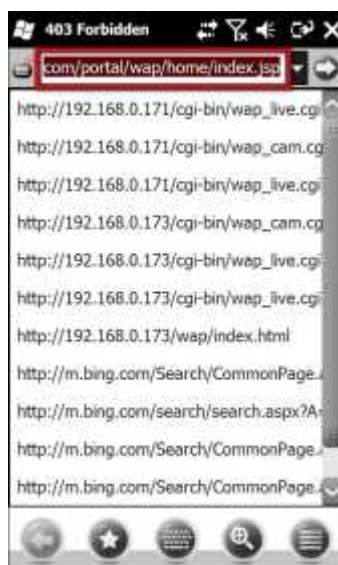 403 Forbidden
com/portal/wap/home/index.jsp
http://192.168.0.171/cgi-bin/wap_live.cgi
http://192.168.0.171/cgi-bin/wap_cam.cg
http://192.168.0.171/cgi-bin/wap_live.cgi
http://192.168.0.173/cgi-bin/wap_cam.cg
http://192.168.0.173/cgi-bin/wap_live.cgi
http://192.168.0.173/cgi-bin/wap_live.cgi
http://192.168.0.173/wap/index.html
http://m.bing.com/Search/CommonPage.
http://m.bing.com/search/search.aspx?A
http://m.bing.com/Search/CommonPage.
http://m.bing.com/Search/CommonPage.